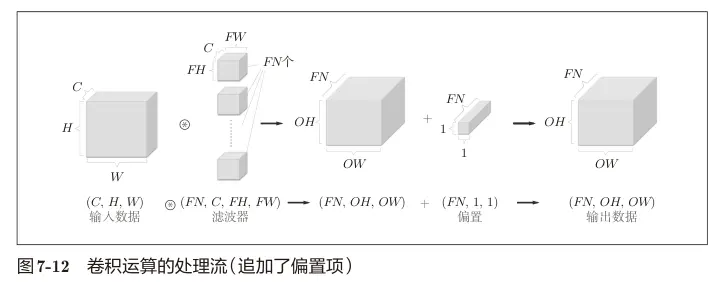 C
FW
FH
FN个
C
H
W
⊛
FN
OH
OW
+
FN
1
1
FN
OH
OW
(C, H, W) ⊛ (FN, C, FH, FW) → (FN, OH, OW) + (FN, 1, 1) → (FN, OH, OW)
输入数据 滤波器 偏置 输出数据
图7-12 卷积运算的处理流(追加了偏置项)